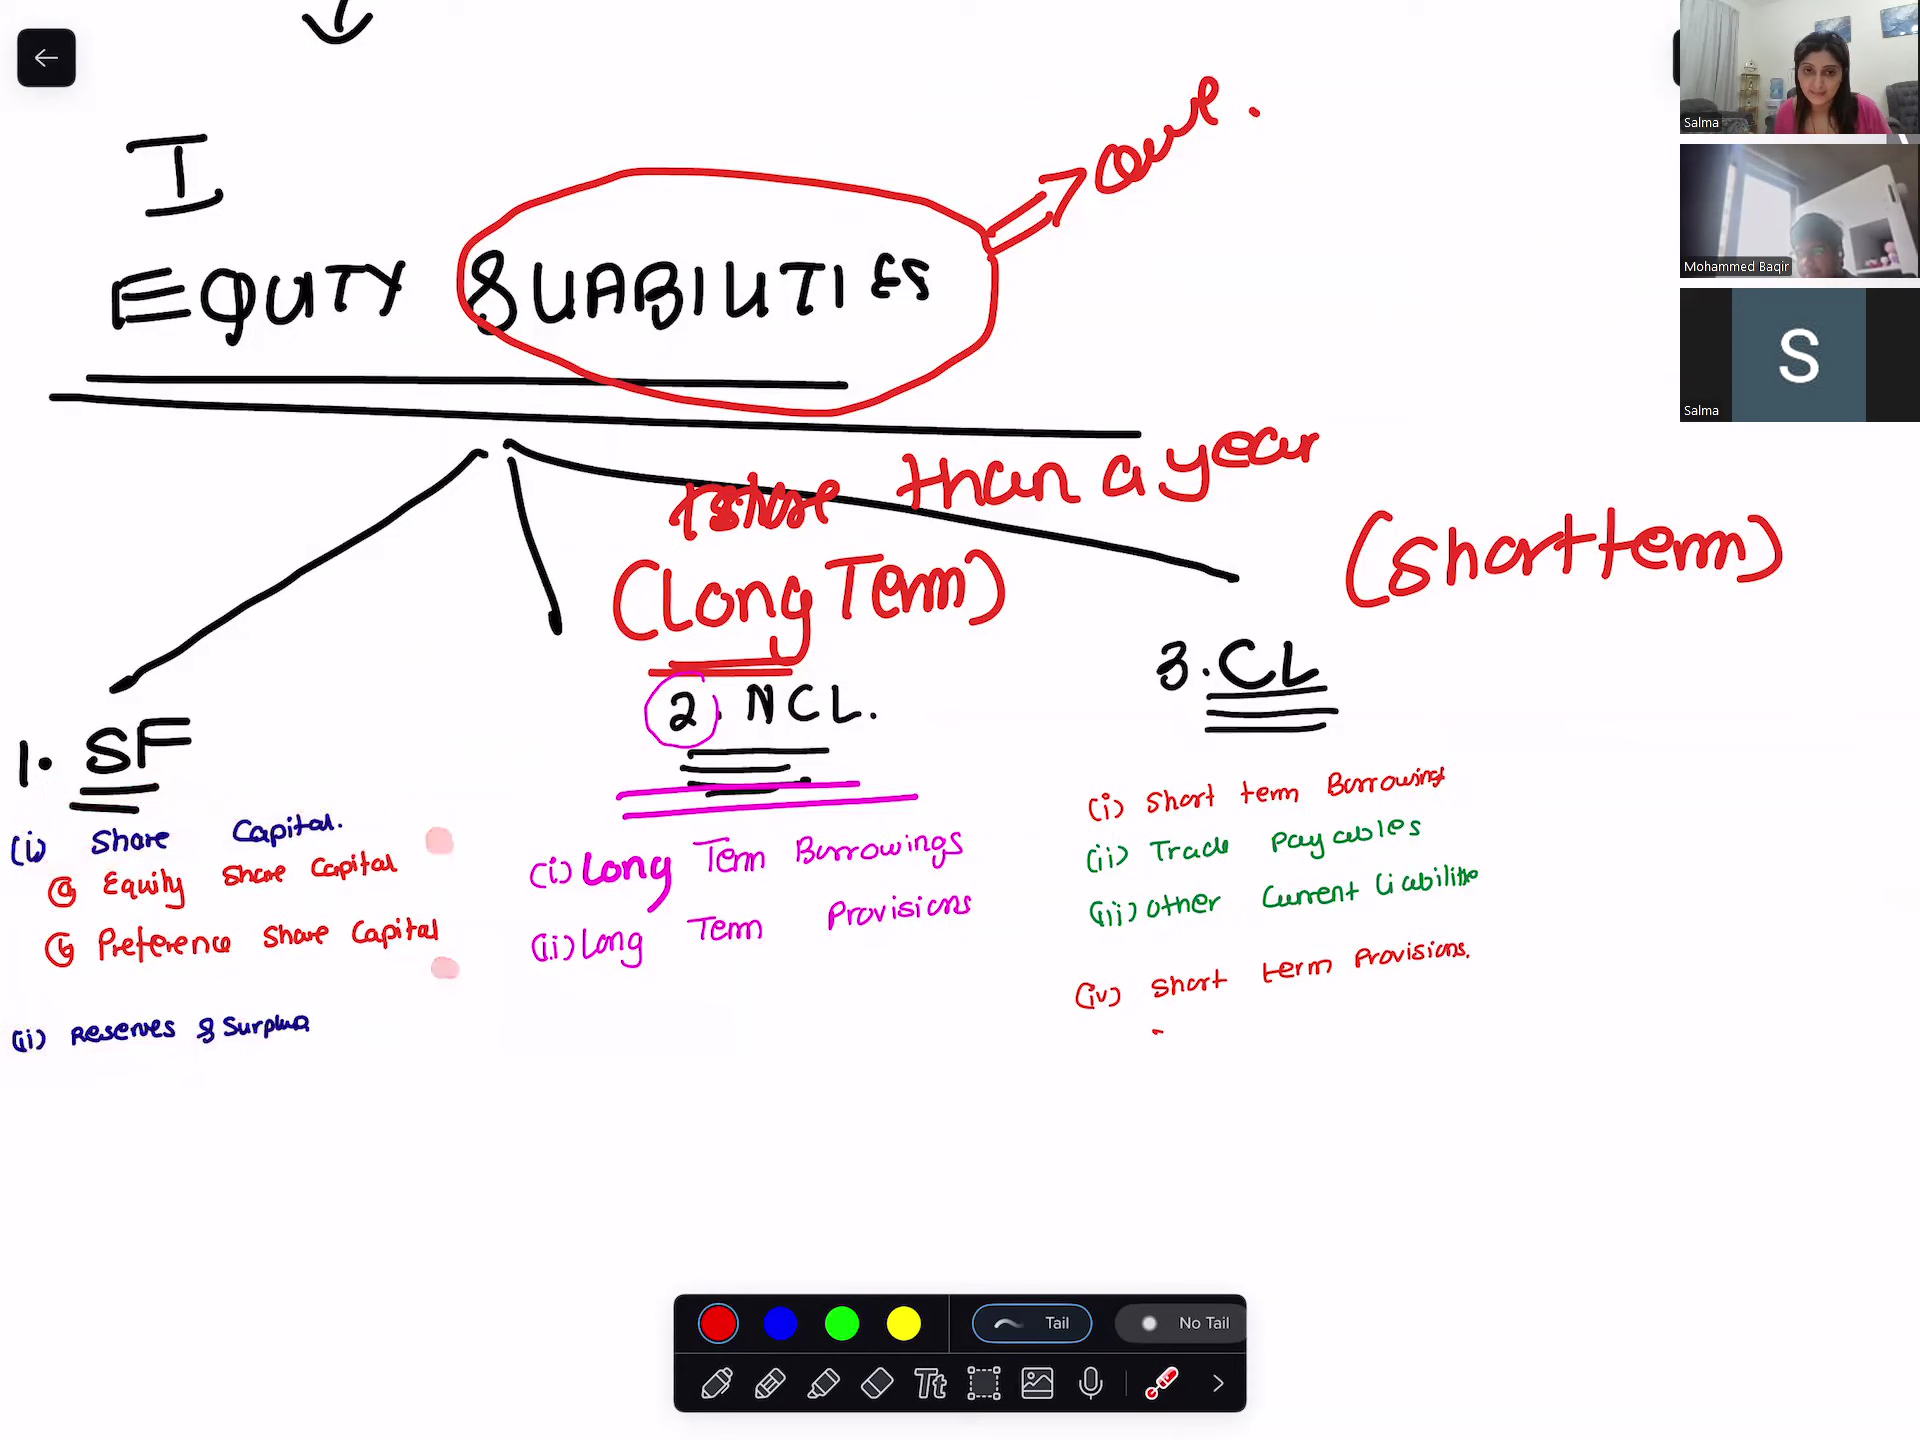 I
EQUITY & LIABILITIES
owe.
than a year
(Long Term)
(short term)
1. SF
2. NCL.
3. CL
(i) Share Capital.
(a) Equity Share Capital
(b) Preference Share Capital
(ii) Reserves & Surplus
(i) Long Term Borrowings
(ii) Long Term Provisions
(i) Short term Borrowings
(ii) Trade Payables
(iii) Other Current Liabilities
(iv) Short term Provisions.
Salma
Mohammed Baqir
S
Salma
Tail
No Tail
Tt